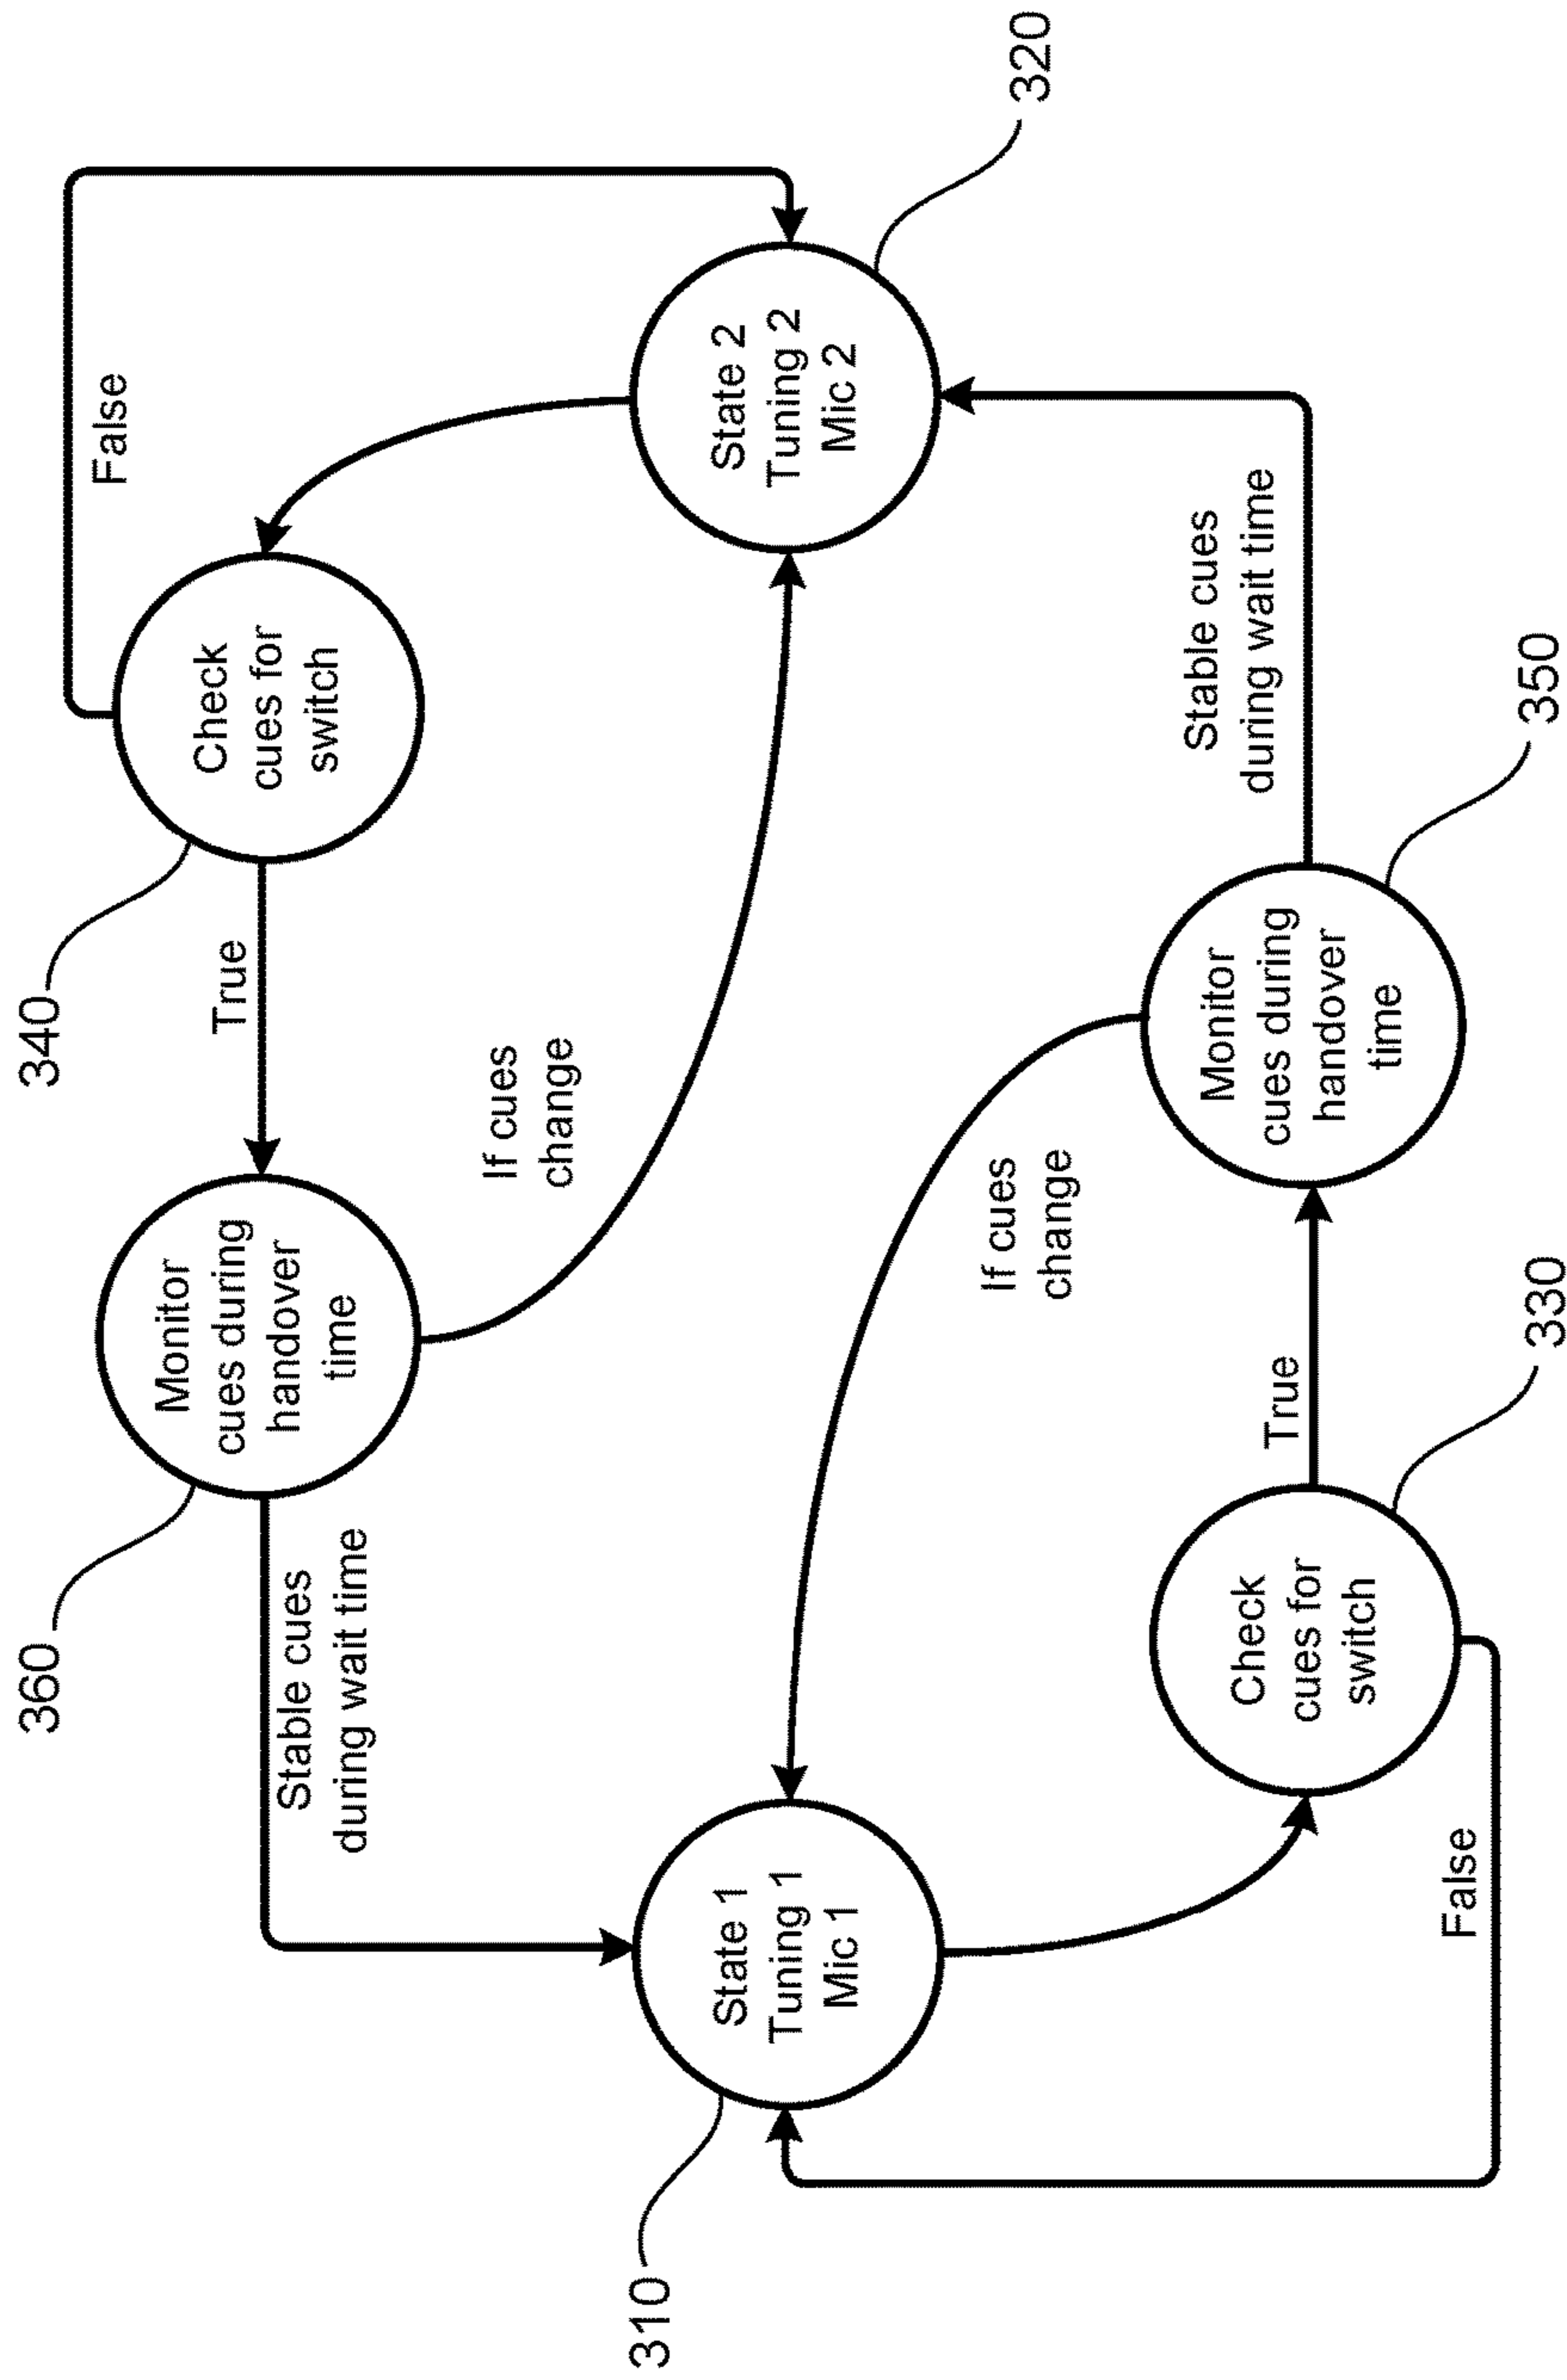 360
340
Monitor
cues during
handover
time
True
Check
cues for
switch
False
Stable cues
during wait time
If cues
change
310
State 1
Tuning 1
Mic 1
State 2
Tuning 2
Mic 2
320
If cues
change
Stable cues
during wait time
False
Check
cues for
switch
True
Monitor
cues during
handover
time
330
350